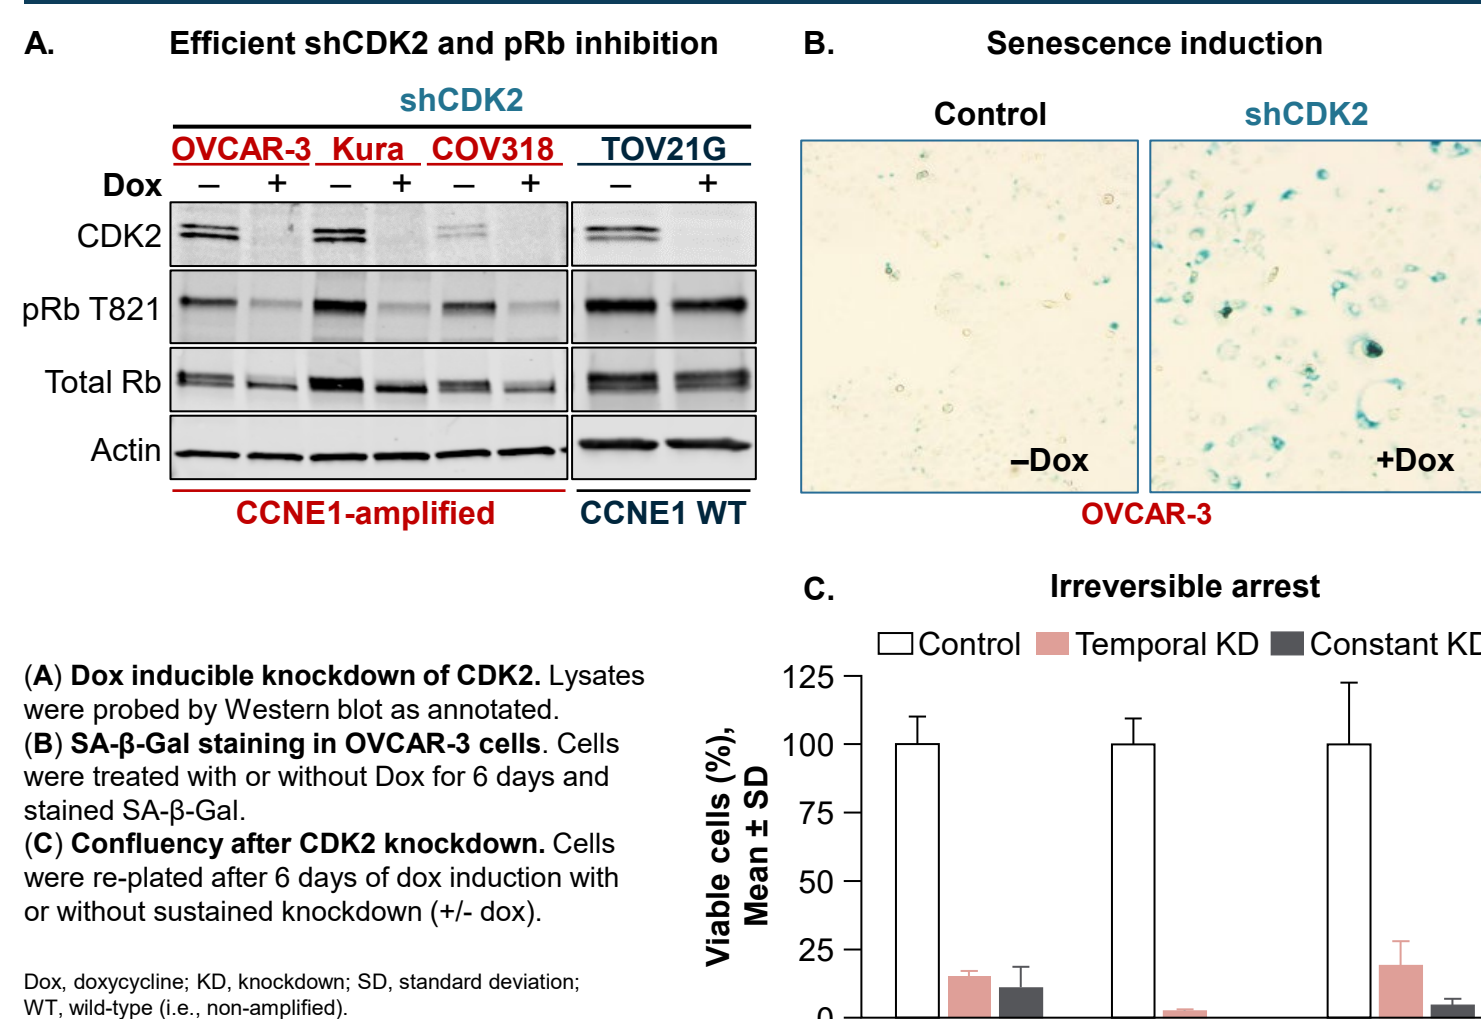 A.
Efficient shCDK2 and pRb inhibition
shCDK2
OVCAR-3 Kura COV318 TOV21G
Dox – + – + – + – +
CDK2
pRb T821
Total Rb
Actin
CCNE1-amplified CCNE1 WT
B.
Senescence induction
Control shCDK2
–Dox +Dox
OVCAR-3
(A) Dox inducible knockdown of CDK2. Lysates
were probed by Western blot as annotated.
(B) SA-β-Gal staining in OVCAR-3 cells. Cells
were treated with or without Dox for 6 days and
stained SA-β-Gal.
(C) Confluency after CDK2 knockdown. Cells
were re-plated after 6 days of dox induction with
or without sustained knockdown (+/- dox).
Dox, doxycycline; KD, knockdown; SD, standard deviation;
WT, wild-type (i.e., non-amplified).
C.
Irreversible arrest
Control Temporal KD Constant KD
Viable cells (%),
Mean ± SD
125
100
75
50
25
0